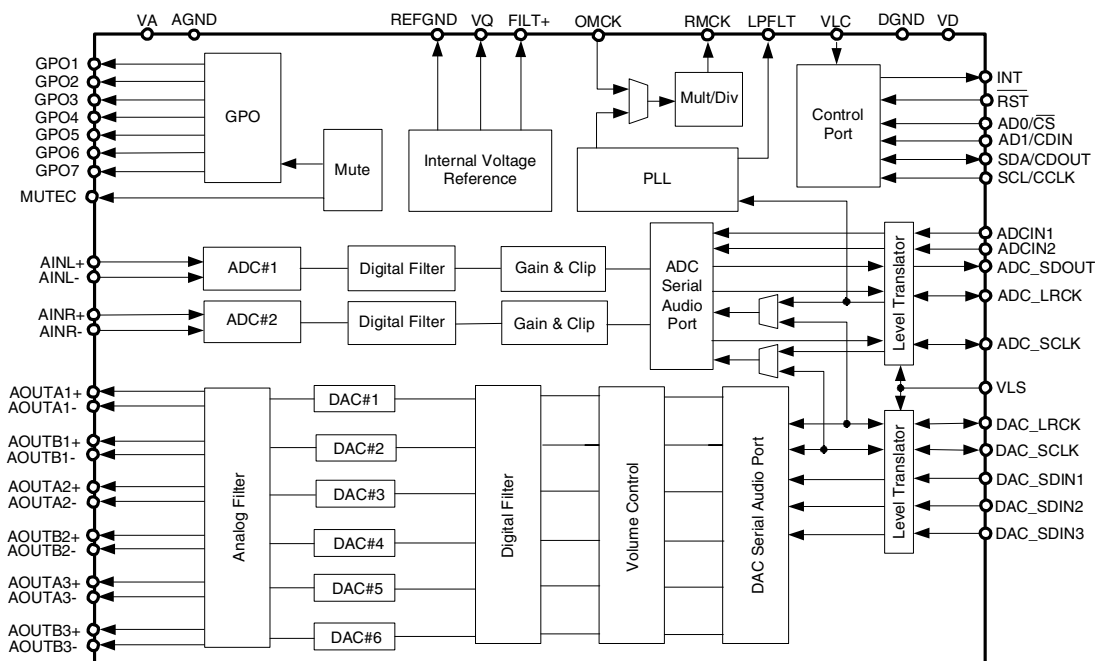 VA
AGND
REFGND
VQ
FILT+
OMCK
RMCK
LPFLT
VLC
DGND
VD
GPO1
GPO2
GPO3
GPO4
GPO5
GPO6
GPO7
MUTEC
GPO
Mute
Internal Voltage
Reference
Mult/Div
PLL
Control
Port
INT
RST
AD0/CS
AD1/CDIN
SDA/CDOUT
SCL/CCLK
AINL+
AINL-
AINR+
AINR-
ADC#1
Digital Filter
Gain & Clip
ADC#2
Digital Filter
Gain & Clip
ADC
Serial
Audio
Port
Level Translator
ADCIN1
ADCIN2
ADC_SDOUT
ADC_LRCK
ADC_SCLK
VLS
AOUTA1+
AOUTA1-
AOUTB1+
AOUTB1-
AOUTA2+
AOUTA2-
AOUTB2+
AOUTB2-
AOUTA3+
AOUTA3-
AOUTB3+
AOUTB3-
Analog Filter
DAC#1
DAC#2
DAC#3
DAC#4
DAC#5
DAC#6
Digital Filter
Volume Control
DAC Serial Audio Port
Level Translator
DAC_LRCK
DAC_SCLK
DAC_SDIN1
DAC_SDIN2
DAC_SDIN3